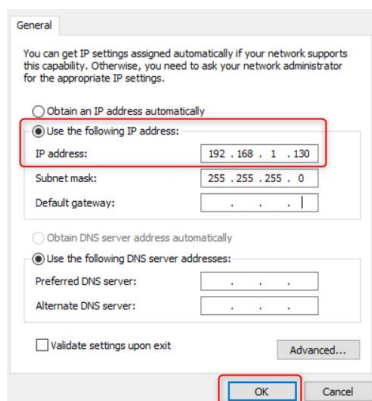 General
You can get IP settings assigned automatically if your network supports
this capability. Otherwise, you need to ask your network administrator
for the appropriate IP settings.
Obtain an IP address automatically
Use the following IP address:
IP address: 192 . 168 . 1 . 130
Subnet mask: 255 . 255 . 255 . 0
Default gateway: . . .
Obtain DNS server address automatically
Use the following DNS server addresses:
Preferred DNS server: . . .
Alternate DNS server: . . .
Validate settings upon exit
Advanced...
OK Cancel